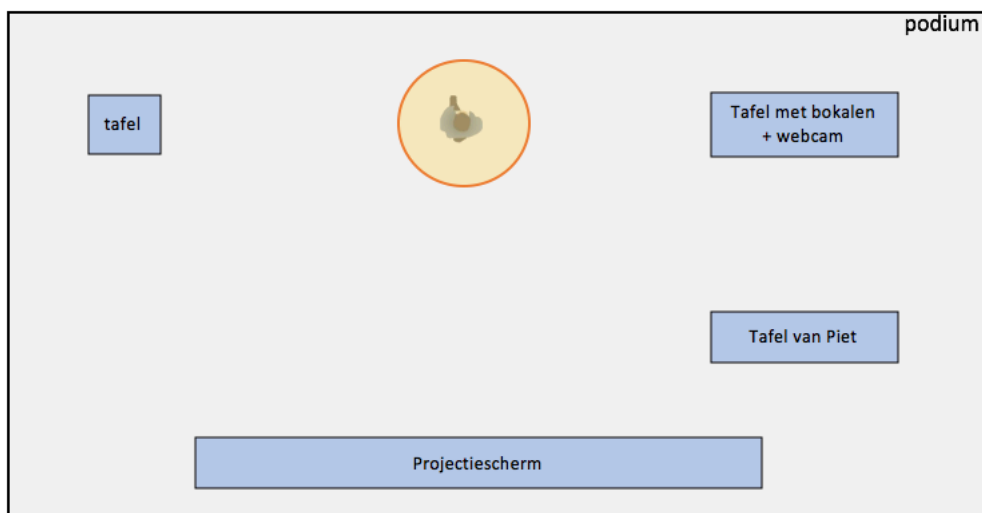 podium
tafel
Tafel met bokalen
+ webcam
Tafel van Piet
Projectiescherm